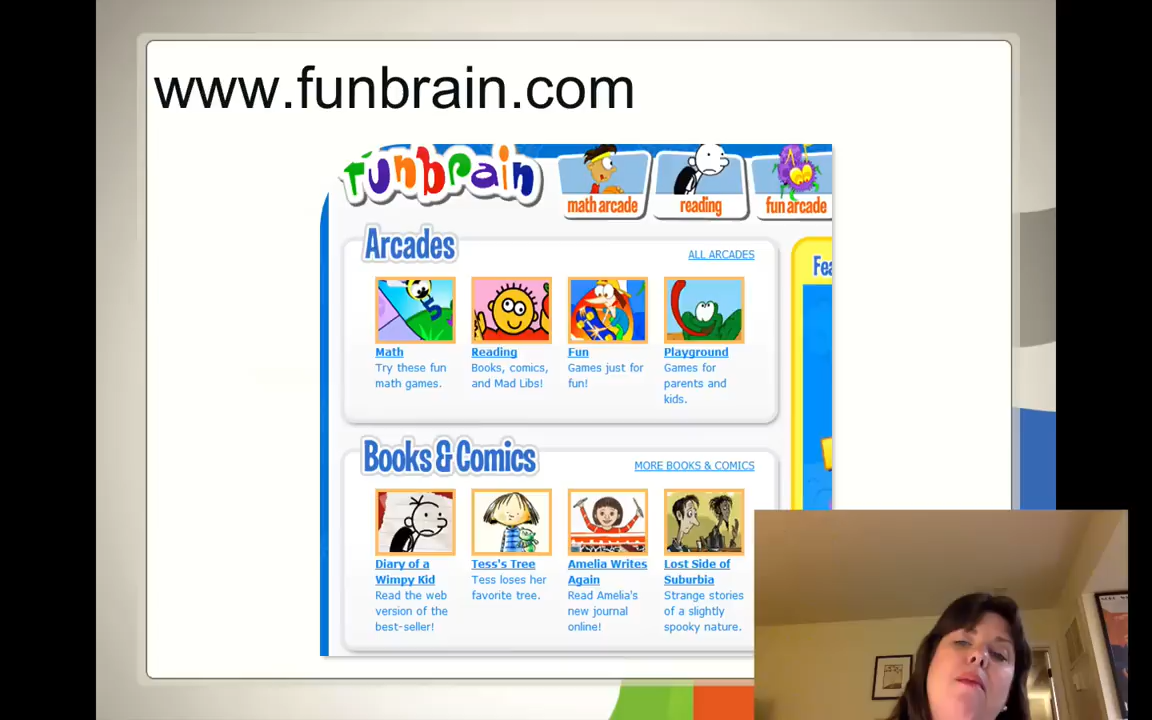 www.funbrain.com
funbrain
math arcade
reading
fun arcade
Arcades
ALL ARCADES
Math
Try these fun
math games.
Reading
Books, comics,
and Mad Libs!
Fun
Games just for
fun!
Playground
Games for
parents and
kids.
Books & Comics
MORE BOOKS & COMICS
Diary of a
Wimpy Kid
Read the web
version of the
best-seller!
Tess's Tree
Tess loses her
favorite tree.
Amelia Writes
Again
Read Amelia's
new journal
online!
Lost Side of
Suburbia
Strange stories
of a slightly
spooky nature.
Fea